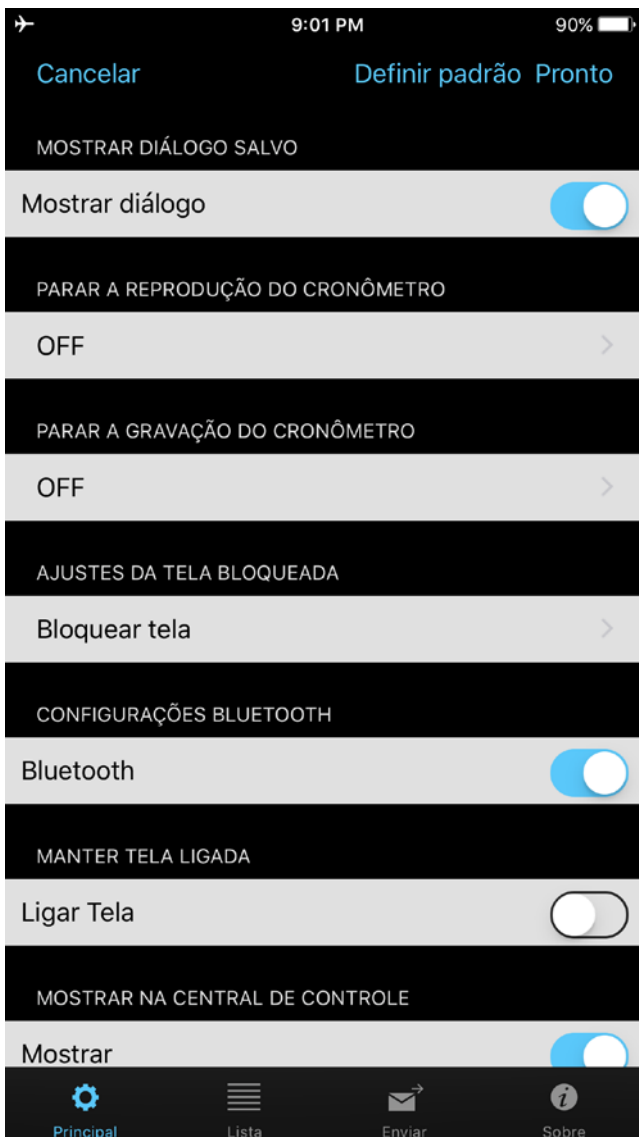 9:01 PM 90%
Cancelar Definir padrão Pronto
MOSTRAR DIÁLOGO SALVO
Mostrar diálogo
PARAR A REPRODUÇÃO DO CRONÔMETRO
OFF
PARAR A GRAVAÇÃO DO CRONÔMETRO
OFF
AJUSTES DA TELA BLOQUEADA
Bloquear tela
CONFIGURAÇÕES BLUETOOTH
Bluetooth
MANTER TELA LIGADA
Ligar Tela
MOSTRAR NA CENTRAL DE CONTROLE
Mostrar
Principal Lista Enviar Sobre